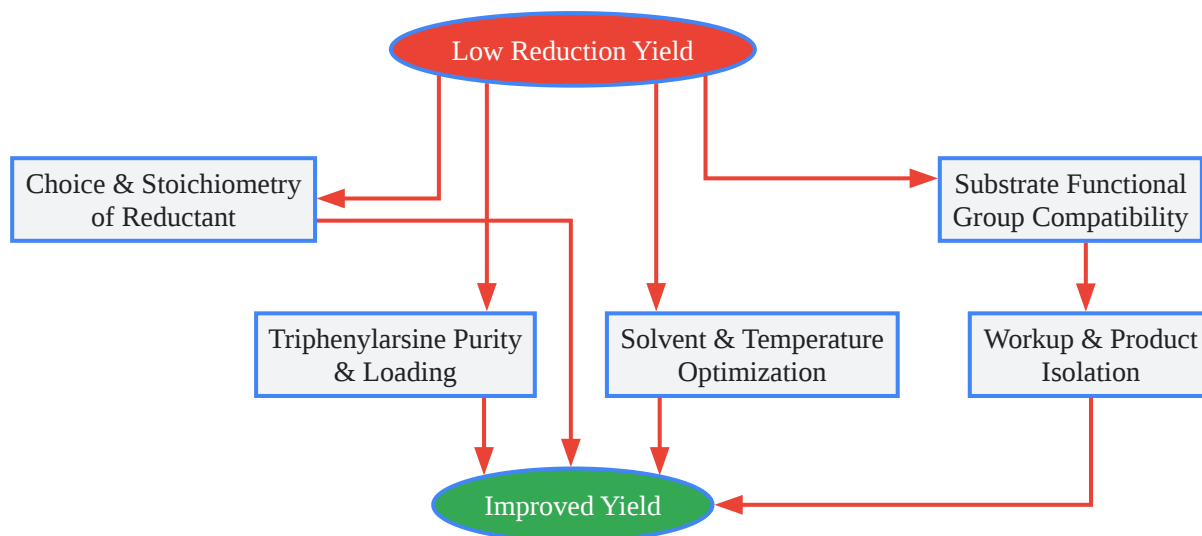 Low Reduction Yield
Choice & Stoichiometry
of Reductant
Substrate Functional
Group Compatibility
Triphenylarsine Purity
& Loading
Solvent & Temperature
Optimization
Workup & Product
Isolation
Improved Yield